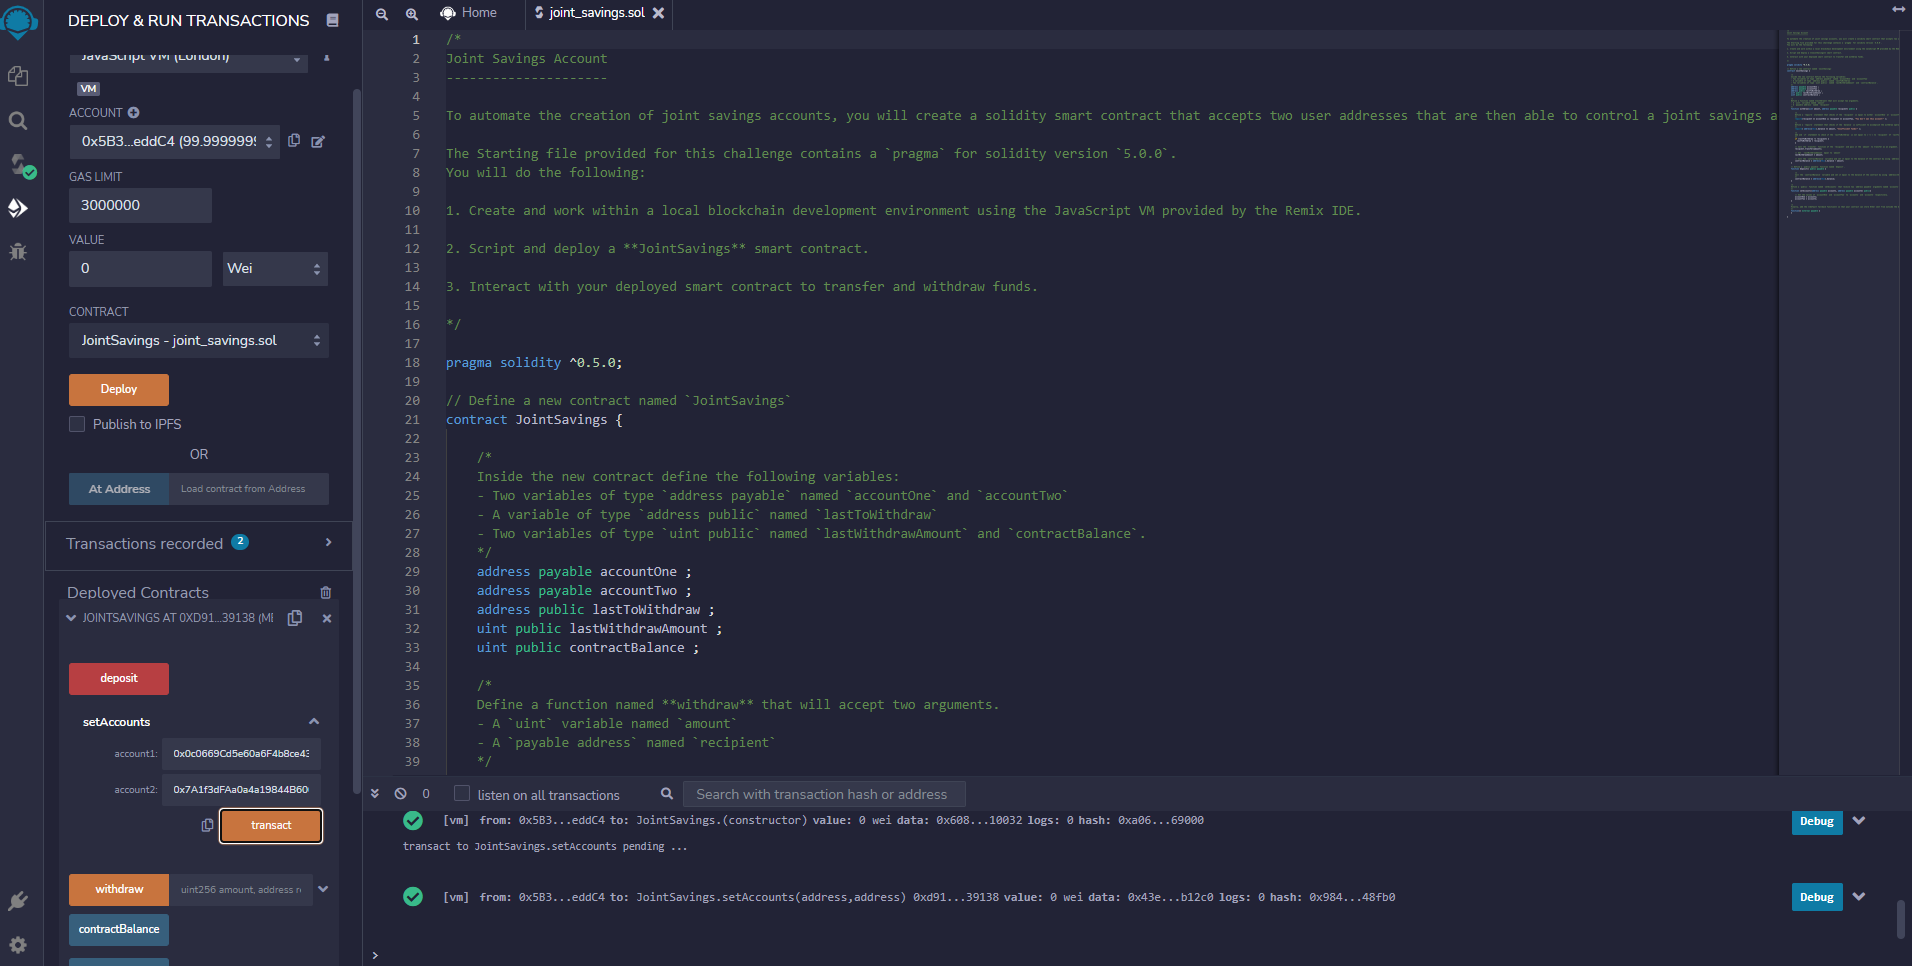 DEPLOY & RUN TRANSACTIONS
JavaScript VM (London)
VM
ACCOUNT
0x5B3...eddC4 (99.9999999
GAS LIMIT
3000000
VALUE
0
Wei
CONTRACT
JointSavings - joint_savings.sol
Deploy
Publish to IPFS
OR
At Address
Load contract from Address
Transactions recorded 2
Deployed Contracts
JOINTSAVINGS AT 0XD91...39138 (ME
deposit
setAccounts
account1: 0x0c0669Cd5e60a6F4b8ce43
account2: 0x7A1f3dFAa0a4a19844B60
transact
withdraw
uint256 amount, address re
contractBalance
Home
joint_savings.sol
1 /*
2 Joint Savings Account
3 ---------------------
4
5 To automate the creation of joint savings accounts, you will create a solidity smart contract that accepts two user addresses that are then able to control a joint savings a
6
7 The Starting file provided for this challenge contains a `pragma` for solidity version `5.0.0`.
8 You will do the following:
9
10 1. Create and work within a local blockchain development environment using the JavaScript VM provided by the Remix IDE.
11
12 2. Script and deploy a **JointSavings** smart contract.
13
14 3. Interact with your deployed smart contract to transfer and withdraw funds.
15
16 */
17
18 pragma solidity ^0.5.0;
19
20 // Define a new contract named `JointSavings`
21 contract JointSavings {
22
23 /*
24 Inside the new contract define the following variables:
25 - Two variables of type `address payable` named `accountOne` and `accountTwo`
26 - A variable of type `address public` named `lastToWithdraw`
27 - Two variables of type `uint public` named `lastWithdrawAmount` and `contractBalance`.
28 */
29 address payable accountOne ;
30 address payable accountTwo ;
31 address public lastToWithdraw ;
32 uint public lastWithdrawAmount ;
33 uint public contractBalance ;
34
35 /*
36 Define a function named **withdraw** that will accept two arguments.
37 - A `uint` variable named `amount`
38 - A `payable address` named `recipient`
39 */
0
listen on all transactions
Search with transaction hash or address
[vm] from: 0x5B3...eddC4 to: JointSavings.(constructor) value: 0 wei data: 0x608...10032 logs: 0 hash: 0xa06...69000
Debug
transact to JointSavings.setAccounts pending ...
[vm] from: 0x5B3...eddC4 to: JointSavings.setAccounts(address,address) 0xd91...39138 value: 0 wei data: 0x43e...b12c0 logs: 0 hash: 0x984...48fb0
Debug
>